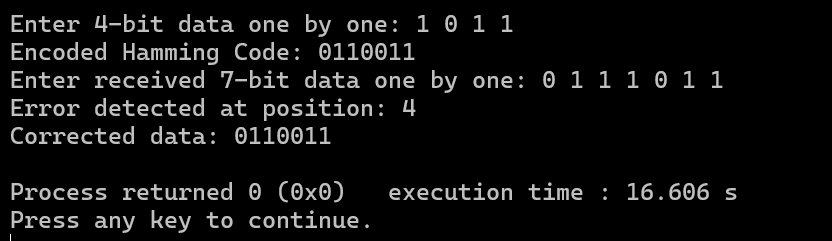 Enter 4-bit data one by one: 1 0 1 1
Encoded Hamming Code: 0110011
Enter received 7-bit data one by one: 0 1 1 1 0 1 1
Error detected at position: 4
Corrected data: 0110011
Process returned 0 (0x0)   execution time : 16.606 s
Press any key to continue.